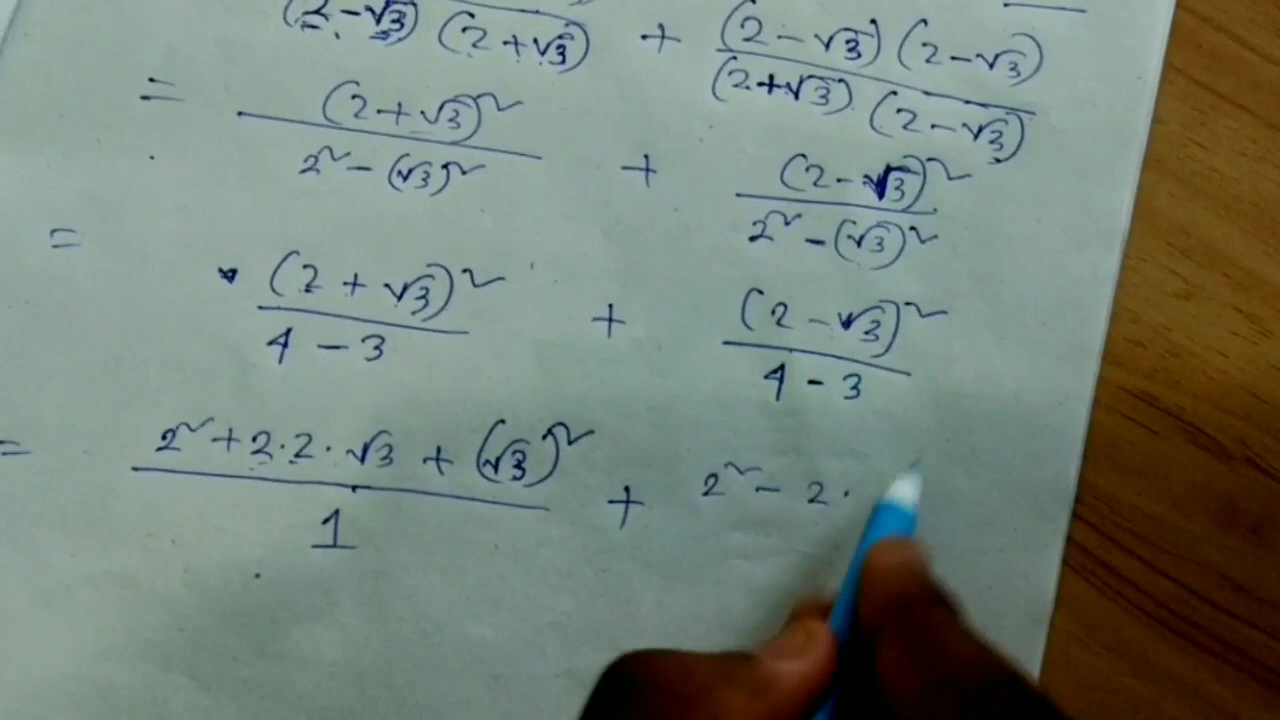 (2-√3) (2+√3) + (2-√3) (2-√3) / (2+√3) (2-√3)
= (2+√3)² / 2² - (√3)² + (2-√3)² / 2² - (√3)²
= (2+√3)² / 4-3 + (2-√3)² / 4-3
= 2²+2·2·√3 + (√3)² / 1 + 2² - 2·